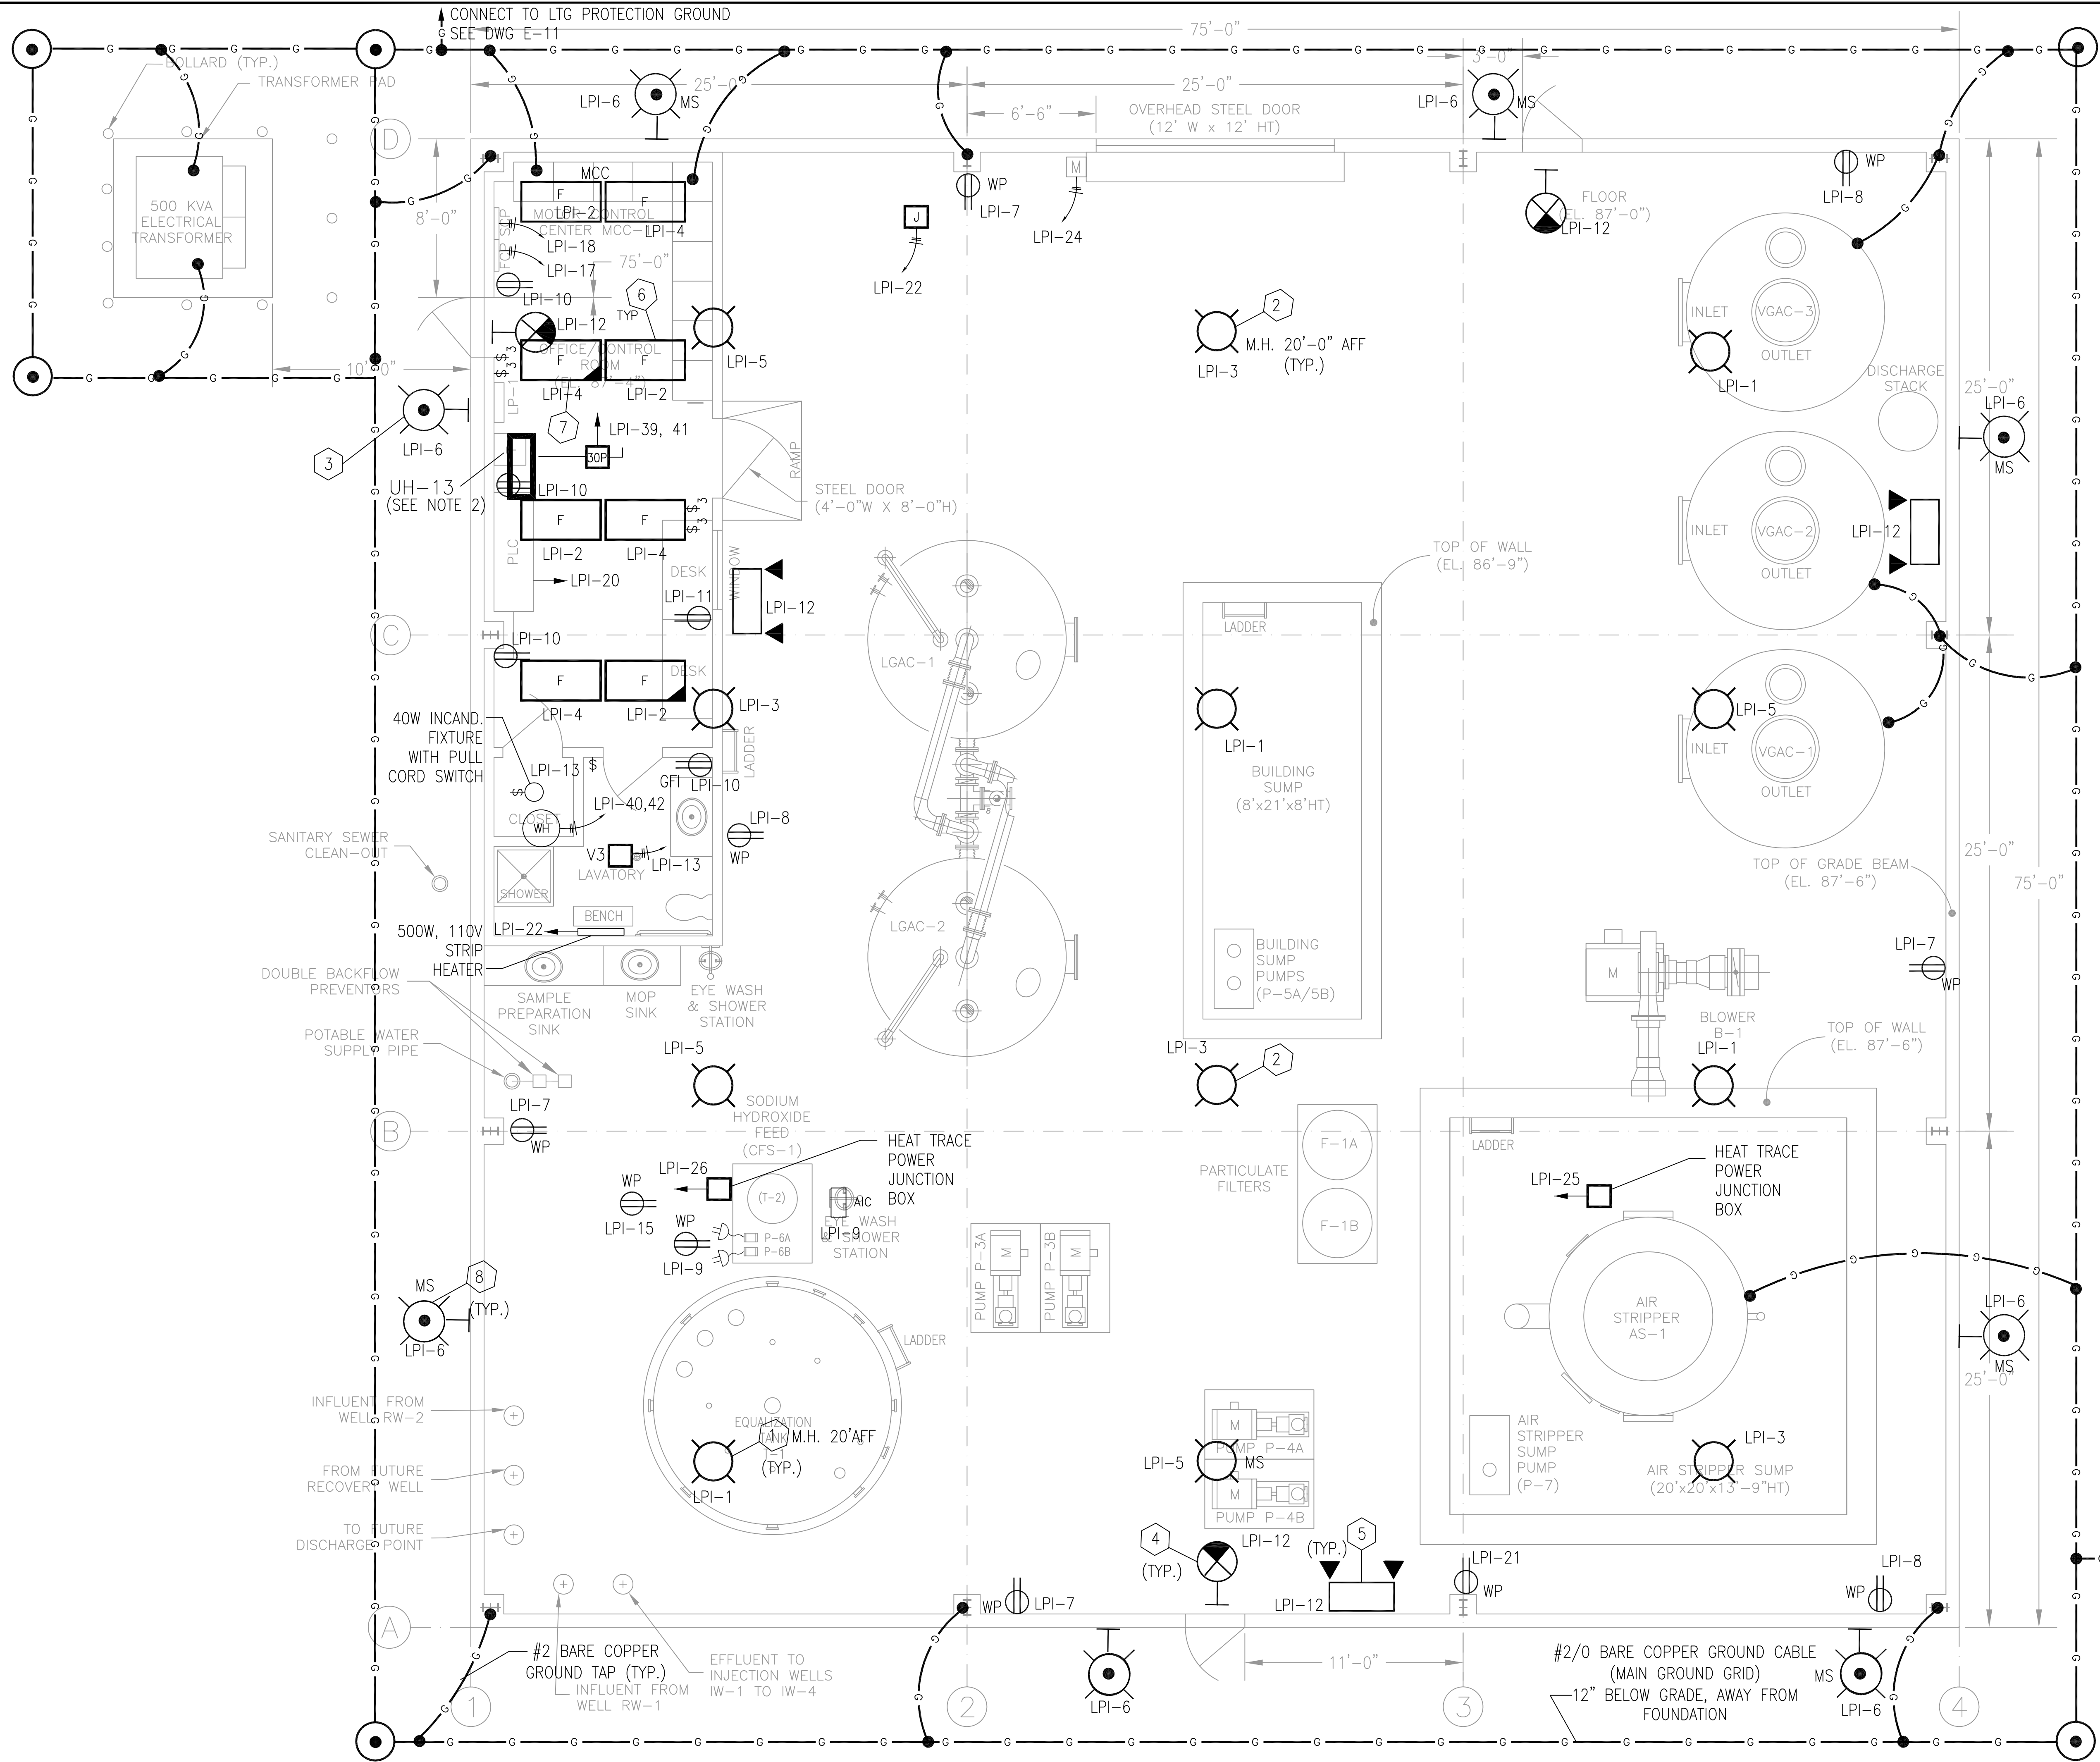 CONNECT TO LTG PROTECTION GROUND
SEE DWG E-11
75'-0"
BOLLARD (TYP.)
TRANSFORMER PAD
25'-0"
25'-0"
3'-0"
LPI-6
MS
LPI-6
MS
6'-6"
OVERHEAD STEEL DOOR
(12' W x 12' HT)
D
500 KVA
ELECTRICAL
TRANSFORMER
8'-0"
MCC
F
LPI-2
LPI-4
MOTOR CONTROL
CENTER MCC-1
LPI-18
LPI-17
75'-0"
LPI-10
6
TYP
WP
LPI-7
J
LPI-22
M
LPI-24
FLOOR
(EL. 87'-0")
LPI-12
WP
LPI-8
LPI-12
F
F
OFFICE/CONTROL
ROOM
(EL. 87'-4")
LPI-4
LPI-2
LPI-5
2
M.H. 20'-0" AFF
(TYP.)
LPI-3
INLET
VGAC-3
OUTLET
LPI-1
DISCHARGE
STACK
25'-0"
10'-0"
LPI-6
3
LP-1
7
LPI-39, 41
30P
RAMP
UH-13
(SEE NOTE 2)
LPI-10
STEEL DOOR
(4'-0"W X 8'-0"H)
LPI-6
MS
F
F
LPI-2
LPI-4
PLC
LPI-20
DESK
WINDOW
LPI-11
LPI-12
TOP OF WALL
(EL. 86'-9")
INLET
VGAC-2
OUTLET
LPI-12
C
LPI-10
LGAC-1
LADDER
F
F
DESK
LPI-4
LPI-2
LPI-3
LADDER
LPI-1
LPI-5
INLET
VGAC-1
OUTLET
40W INCAND.
FIXTURE
WITH PULL
CORD SWITCH
LPI-13
$
GFI
LPI-10
LPI-40,42
CLOSET
WH
BUILDING
SUMP
(8'x21'x8'HT)
SANITARY SEWER
CLEAN-OUT
LPI-8
WP
V3
LPI-13
LAVATORY
SHOWER
BENCH
TOP OF GRADE BEAM
(EL. 87'-6")
25'-0"
75'-0"
500W, 110V
STRIP
HEATER
LPI-22
LGAC-2
BUILDING
SUMP
PUMPS
(P-5A/5B)
M
BLOWER
B-1
LPI-7
WP
DOUBLE BACKFLOW
PREVENTORS
SAMPLE
PREPARATION
SINK
MOP
SINK
EYE WASH
& SHOWER
STATION
POTABLE WATER
SUPPLY PIPE
LPI-5
LPI-3
2
LPI-1
TOP OF WALL
(EL. 87'-6")
LPI-7
WP
B
SODIUM
HYDROXIDE
FEED
(CFS-1)
LPI-26
HEAT TRACE
POWER
JUNCTION
BOX
(T-2)
WP
LPI-15
WP
LPI-9
P-6A
P-6B
AIC
LPI-9
EYE WASH
& SHOWER
STATION
PARTICULATE
FILTERS
F-1A
F-1B
LADDER
LPI-25
HEAT TRACE
POWER
JUNCTION
BOX
PUMP P-3A
M
PUMP P-3B
M
MS
8
(TYP.)
LPI-6
LADDER
AIR
STRIPPER
AS-1
LPI-6
MS
25'-0"
INFLUENT FROM
WELL RW-2
EQUALIZATION
TANK
1
M.H. 20'AFF
(TYP.)
LPI-1
M
PUMP P-4A
LPI-5
MS
M
PUMP P-4B
AIR
STRIPPER
SUMP
PUMP
(P-7)
LPI-3
AIR STRIPPER SUMP
(20'x20'x13'-9"HT)
FROM FUTURE
RECOVERY WELL
TO FUTURE
DISCHARGE POINT
4
(TYP.)
LPI-12
(TYP.)
5
LPI-12
LPI-21
WP
LPI-8
WP
WP
LPI-7
A
#2 BARE COPPER
GROUND TAP (TYP.)
INFLUENT FROM
WELL RW-1
EFFLUENT TO
INJECTION WELLS
IW-1 TO IW-4
LPI-6
11'-0"
#2/0 BARE COPPER GROUND CABLE
(MAIN GROUND GRID)
12" BELOW GRADE, AWAY FROM
FOUNDATION
MS
LPI-6
1
2
3
4